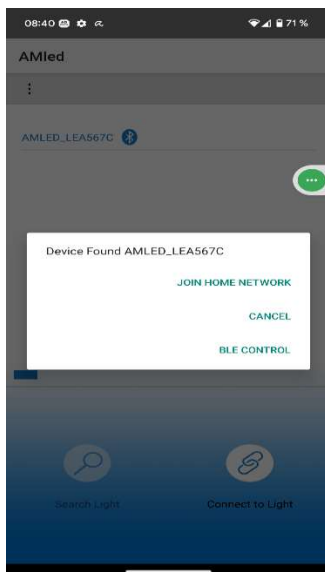 08:40 71 %
AMled
AMLED_LEA567C
Device Found AMLED_LEA567C
JOIN HOME NETWORK
CANCEL
BLE CONTROL
Search Light Connect to Light